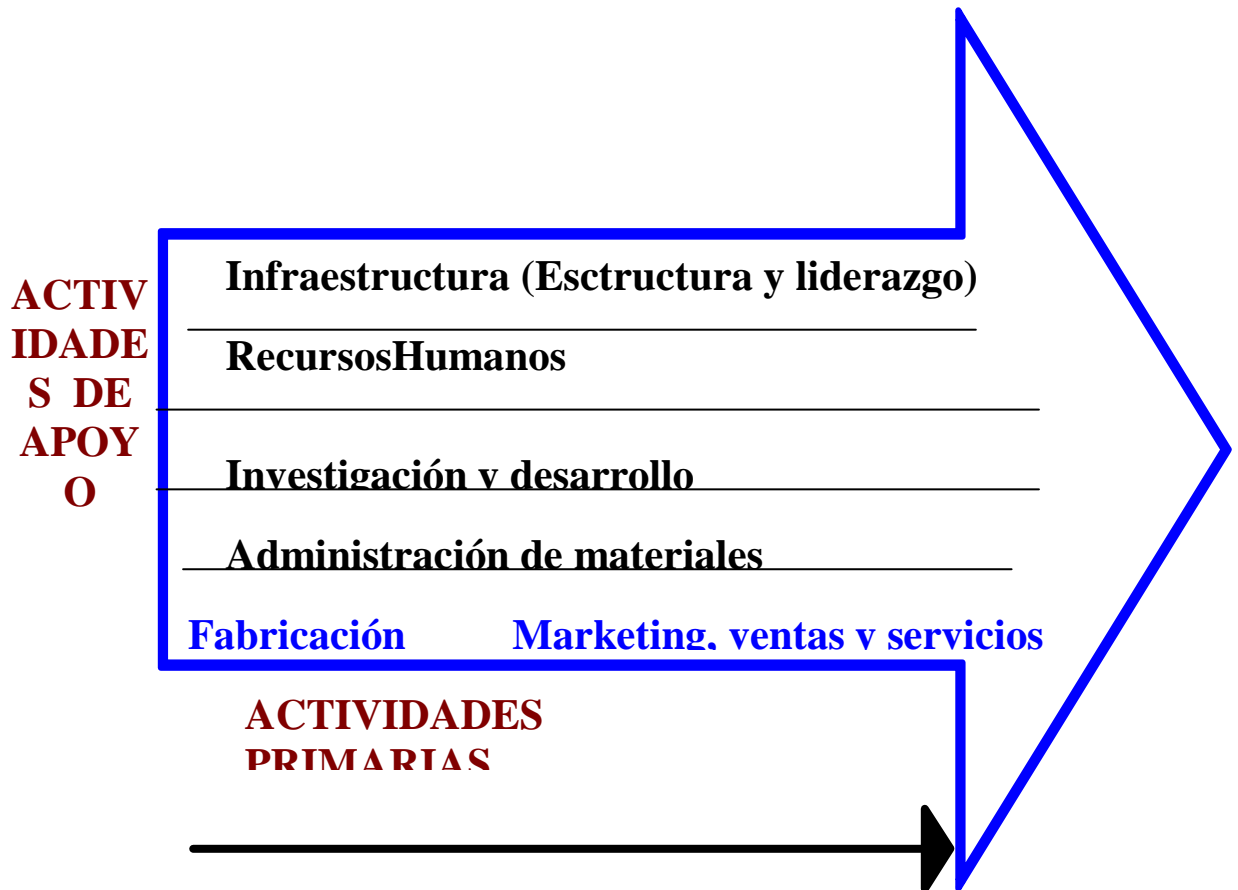 Infraestructura (Esctructura y liderazgo)
ACTIV
IDADE
S DE
APOY
O
RecursosHumanos
Investigación y desarrollo
Administración de materiales
Fabricación Marketing, ventas y servicios
ACTIVIDADES
PRIMARIAS